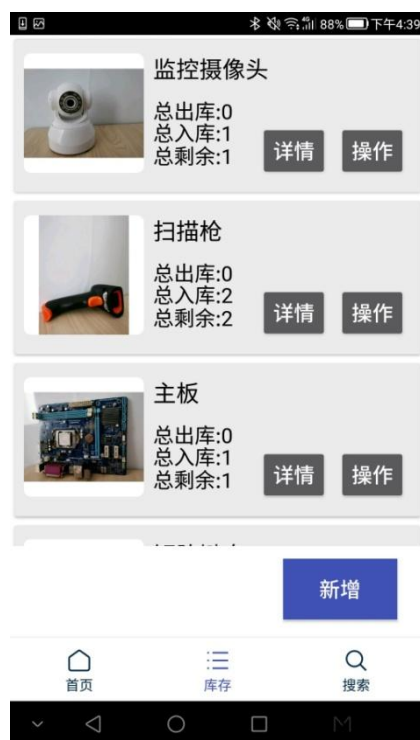 88% 下午4:39
监控摄像头
总出库:0
总入库:1
总剩余:1
详情
操作
扫描枪
总出库:0
总入库:2
总剩余:2
详情
操作
主板
总出库:0
总入库:1
总剩余:1
详情
操作
新增
首页
库存
搜索